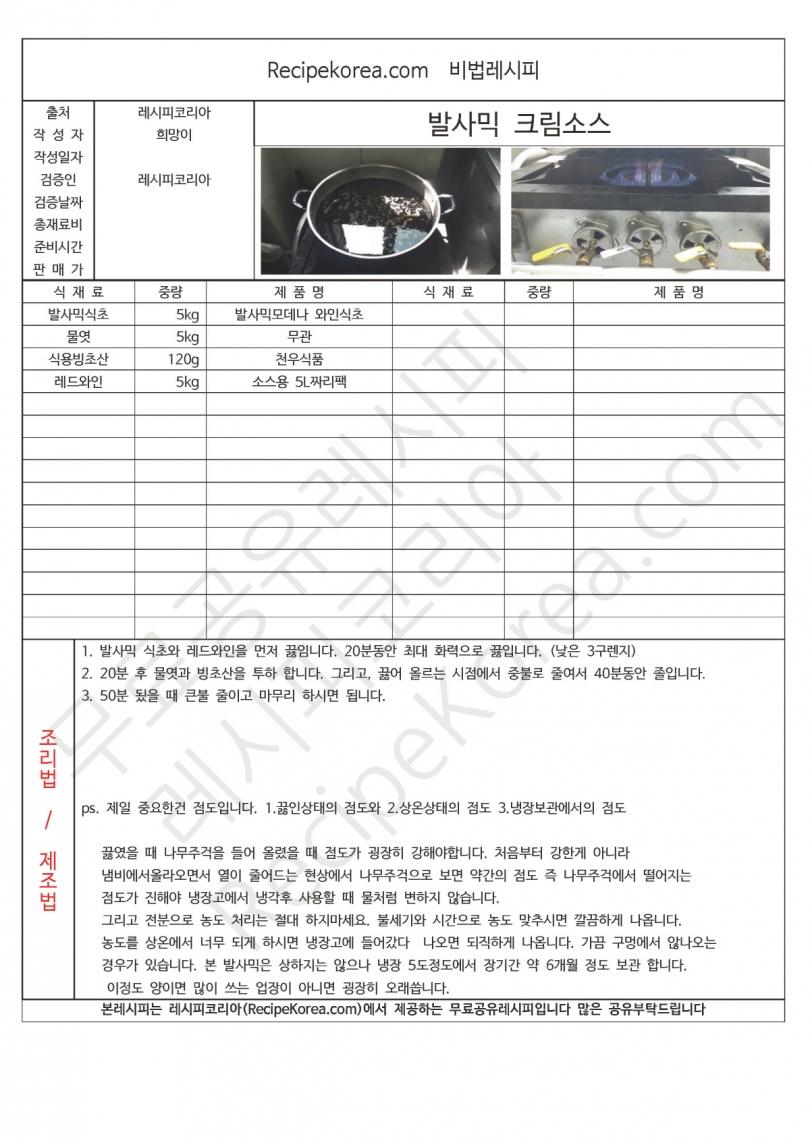 Recipekorea.com 비법레시피
출처 레시피코리아
작 성 자 희망이
작성일자
검증인 레시피코리아
검증날짜
총재료비
준비시간
판 매 가
발사믹 크림소스
식 재 료 중량 제 품 명 식 재 료 중량 제 품 명
발사믹식초 5kg 발사믹모데나 와인식초
물엿 5kg 무관
식용빙초산 120g 천우식품
레드와인 5kg 소스용 5L짜리팩
조리법 / 제조법
1. 발사믹 식초와 레드와인을 먼저 끓임니다. 20분동안 최대 화력으로 끓입니다. (낮은 3구렌지)
2. 20분 후 물엿과 빙초산을 투하 합니다. 그리고, 끓어 오르는 시점에서 중불로 줄여서 40분동안 졸입니다.
3. 50분 됬을 때 큰불 줄이고 마무리 하시면 됩니다.
ps. 제일 중요한건 점도입니다. 1.끓인상태의 점도와 2.상온상태의 점도 3.냉장보관에서의 점도
끓였을 때 나무주걱을 들어 올렸을 때 점도가 굉장히 강해야합니다. 처음부터 강한게 아니라
냄비에서올라오면서 열이 줄어드는 현상에서 나무주걱으로 보면 약간의 점도 즉 나무주걱에서 떨어지는
점도가 진해야 냉장고에서 냉각후 사용할 때 물처럼 변하지 않습니다.
그리고 전분으로 농도 처리는 절대 하지마세요. 불세기와 시간으로 농도 맞추시면 깔끔하게 나옵니다.
농도를 상온에서 너무 되게 하시면 냉장고에 들어갔다 나오면 되직하게 나옵니다. 가끔 구멍에서 않나오는
경우가 있습니다. 본 발사믹은 상하지는 않으나 냉장 5도정도에서 장기간 약 6개월 정도 보관 합니다.
이정도 양이면 많이 쓰는 업장이 아니면 굉장히 오래씁니다.
본레시피는 레시피코리아(RecipeKorea.com)에서 제공하는 무료공유레시피입니다 많은 공유부탁드립니다
무료공유레시피
레시피코리아
RecipeKorea.com